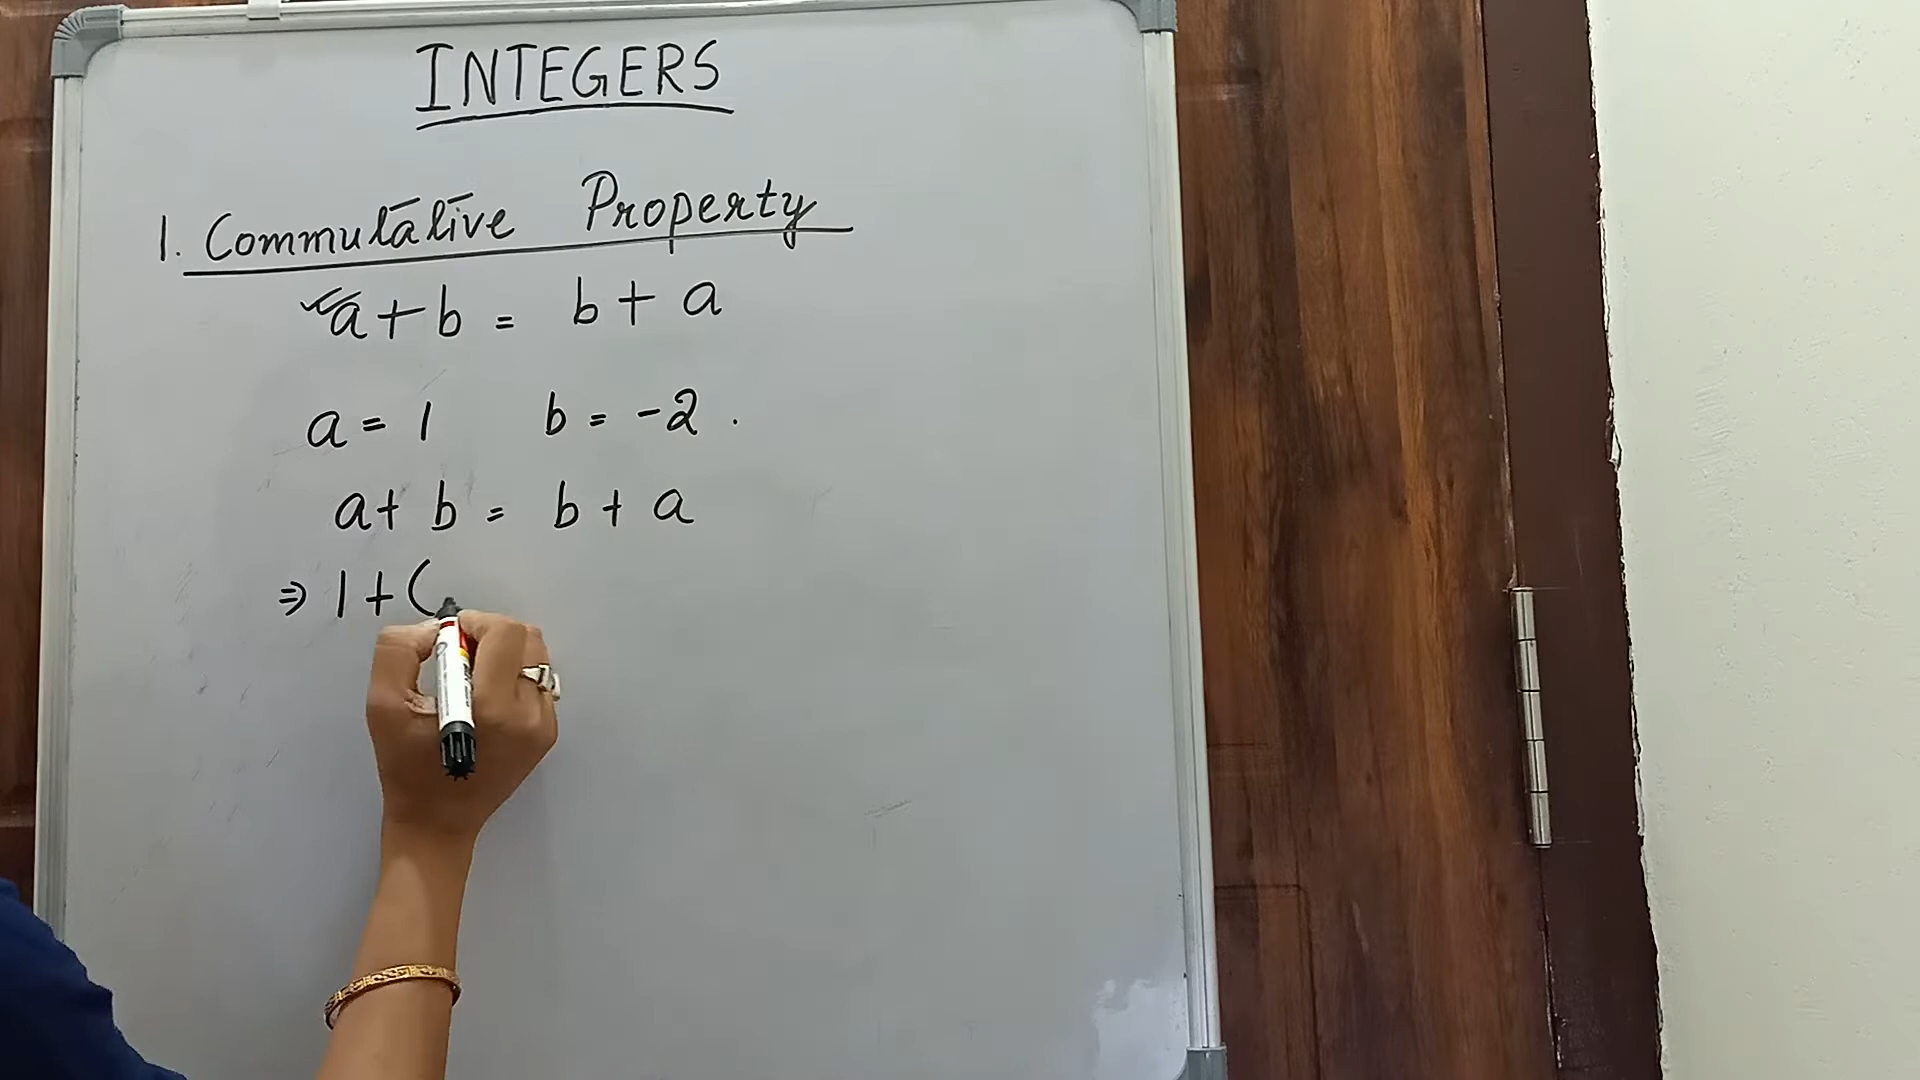 INTEGERS
1. Commutative Property
a + b = b + a
a = 1 b = -2.
a + b = b + a
⇒ 1 + (